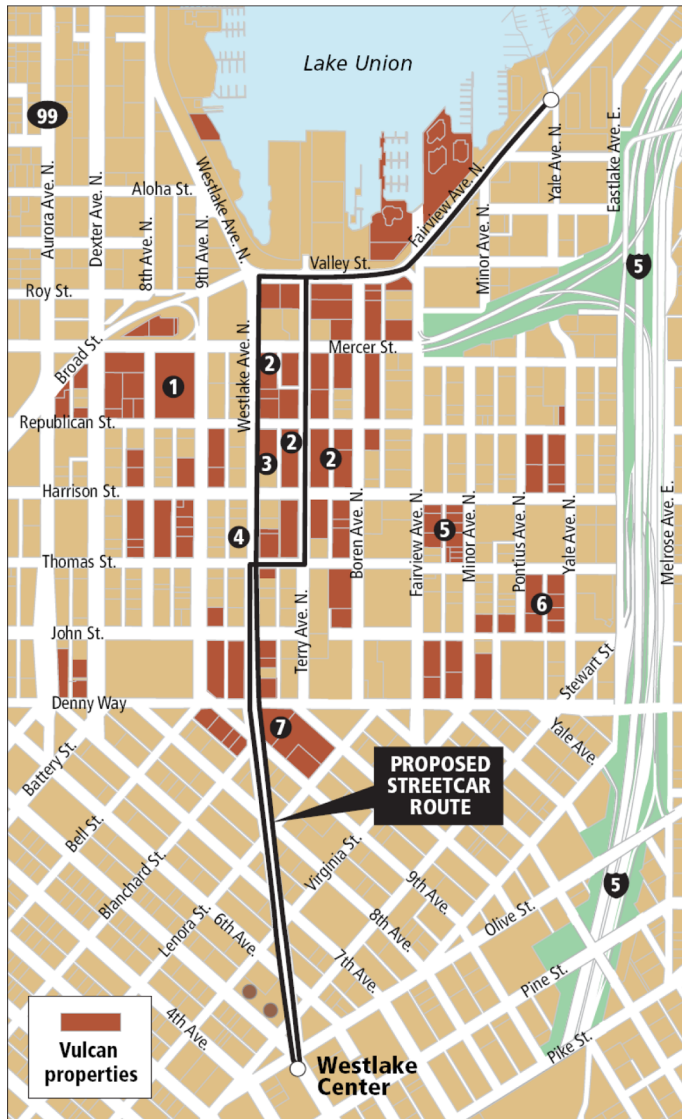 Lake Union
99
Westlake Ave. N.
Fairview Ave. N.
Yale Ave. N.
Eastlake Ave. E.
Aurora Ave. N.
Dexter Ave. N.
Aloha St.
8th Ave. N.
9th Ave. N.
Minor Ave. N.
Valley St.
5
Roy St.
Broad St.
Mercer St.
Westlake Ave. N.
1
2
Republican St.
3
2
2
Harrison St.
4
5
Boren Ave. N.
Fairview Ave. N.
Minor Ave. N.
Pontius Ave. N.
Yale Ave. N.
Melrose Ave. E.
Thomas St.
6
Terry Ave. N.
John St.
Stewart St
Denny Way
7
Yale Ave.
PROPOSED
STREETCAR
ROUTE
Battery St.
Bell St.
Blanchard St.
Virginia St.
9th Ave.
8th Ave.
Olive St.
5
Lenora St.
6th Ave.
7th Ave.
Pine St.
4th Ave.
Pike St.
Vulcan
properties
Westlake
Center